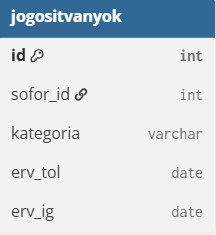 jogositvanyok
id int
sofor_id int
kategoria varchar
erv_tol date
erv_ig date